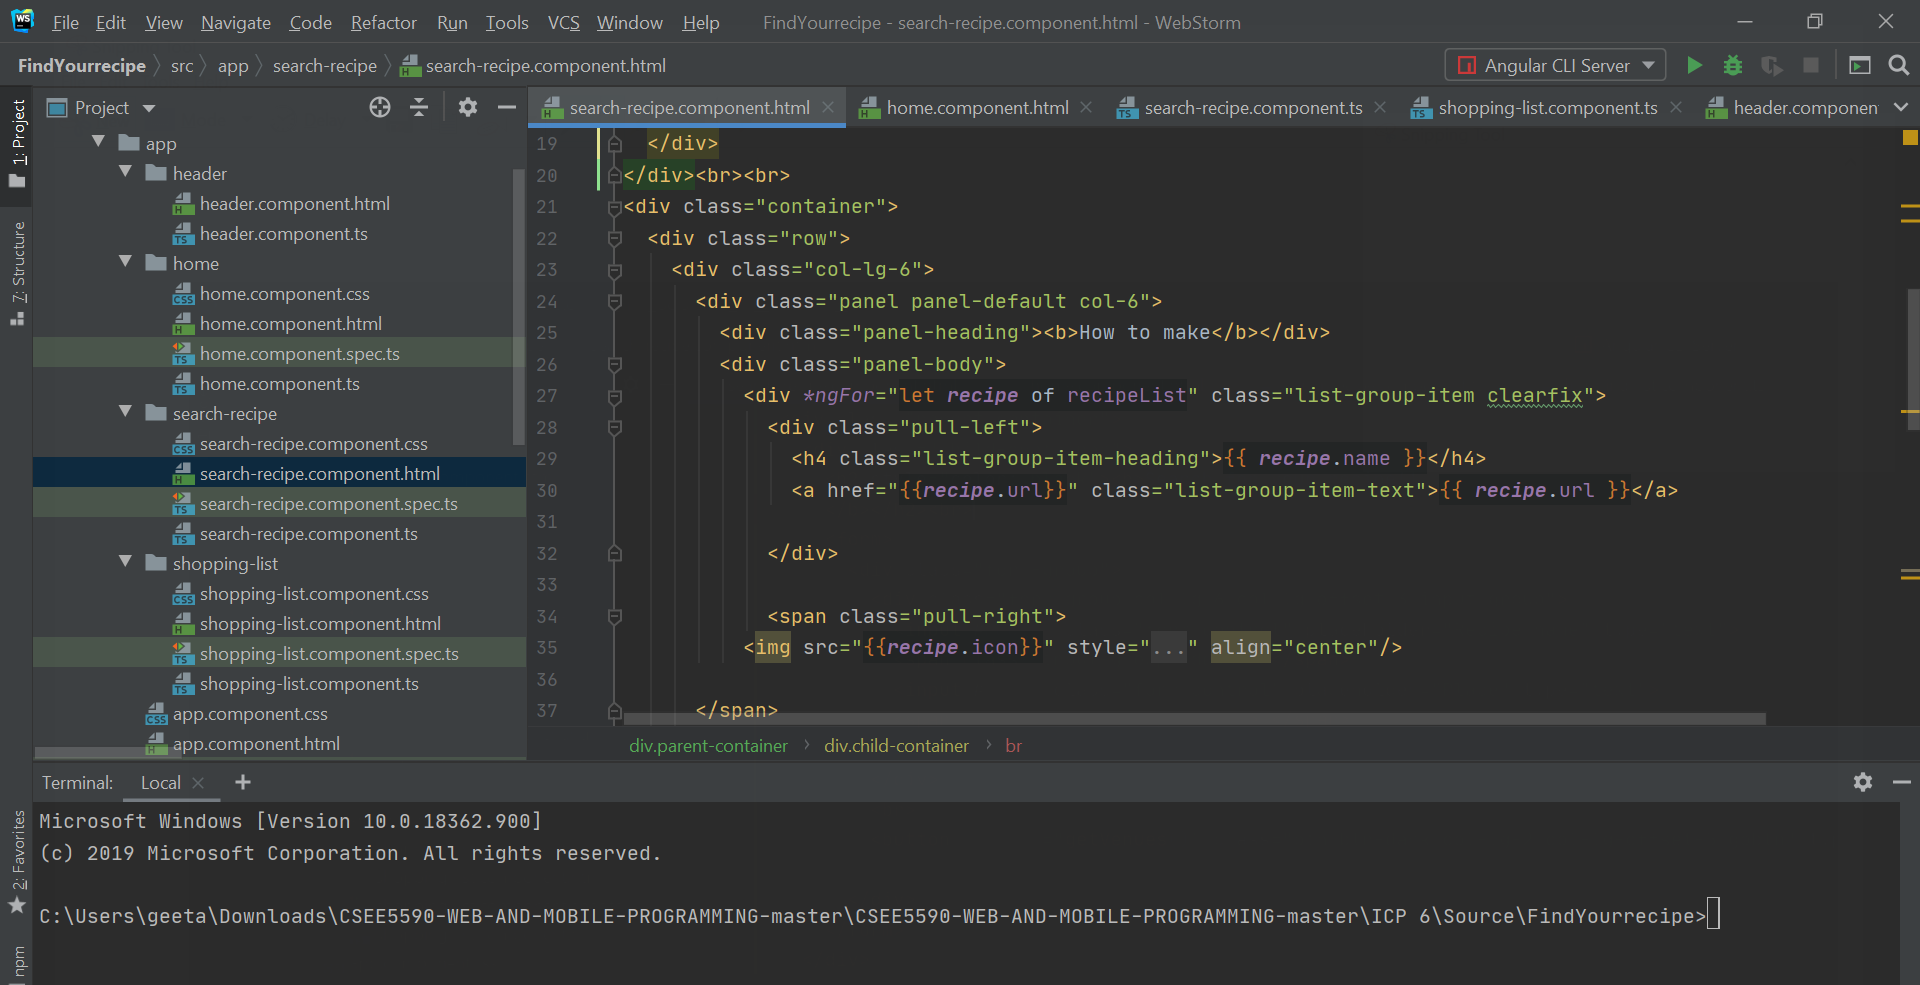 WS File Edit View Navigate Code Refactor Run Tools VCS Window Help FindYourrecipe - search-recipe.component.html - WebStorm
FindYourrecipe src app search-recipe search-recipe.component.html Angular CLI Server
1: Project
7: Structure
2: Favorites
npm
Project
app
header
header.component.html
header.component.ts
home
home.component.css
home.component.html
home.component.spec.ts
home.component.ts
search-recipe
search-recipe.component.css
search-recipe.component.html
search-recipe.component.spec.ts
search-recipe.component.ts
shopping-list
shopping-list.component.css
shopping-list.component.html
shopping-list.component.spec.ts
shopping-list.component.ts
app.component.css
app.component.html
search-recipe.component.html home.component.html search-recipe.component.ts shopping-list.component.ts header.componen
19 </div>
20 </div><br><br>
21 <div class="container">
22 <div class="row">
23 <div class="col-lg-6">
24 <div class="panel panel-default col-6">
25 <div class="panel-heading"><b>How to make</b></div>
26 <div class="panel-body">
27 <div *ngFor="let recipe of recipeList" class="list-group-item clearfix">
28 <div class="pull-left">
29 <h4 class="list-group-item-heading">{{ recipe.name }}</h4>
30 <a href="{{recipe.url}}" class="list-group-item-text">{{ recipe.url }}</a>
31
32 </div>
33
34 <span class="pull-right">
35 <img src="{{recipe.icon}}" style="..." align="center"/>
36
37 </span>
div.parent-container div.child-container br
Terminal: Local
Microsoft Windows [Version 10.0.18362.900]
(c) 2019 Microsoft Corporation. All rights reserved.
C:\Users\geeta\Downloads\CSEE5590-WEB-AND-MOBILE-PROGRAMMING-master\CSEE5590-WEB-AND-MOBILE-PROGRAMMING-master\ICP 6\Source\FindYourrecipe>